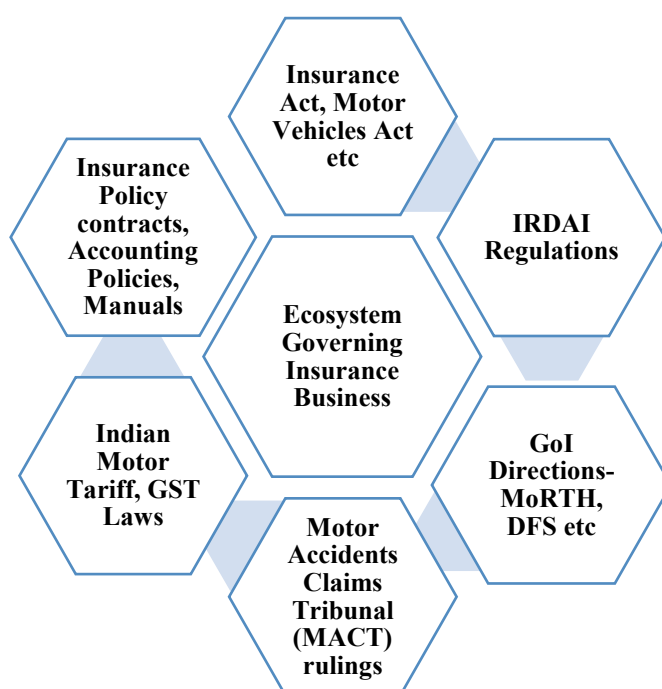 Insurance
Act, Motor
Vehicles Act
etc
IRDAI
Regulations
GoI
Directions-
MoRTH,
DFS etc
Motor
Accidents
Claims
Tribunal
(MACT)
rulings
Indian
Motor
Tariff, GST
Laws
Insurance
Policy
contracts,
Accounting
Policies,
Manuals
Ecosystem
Governing
Insurance
Business